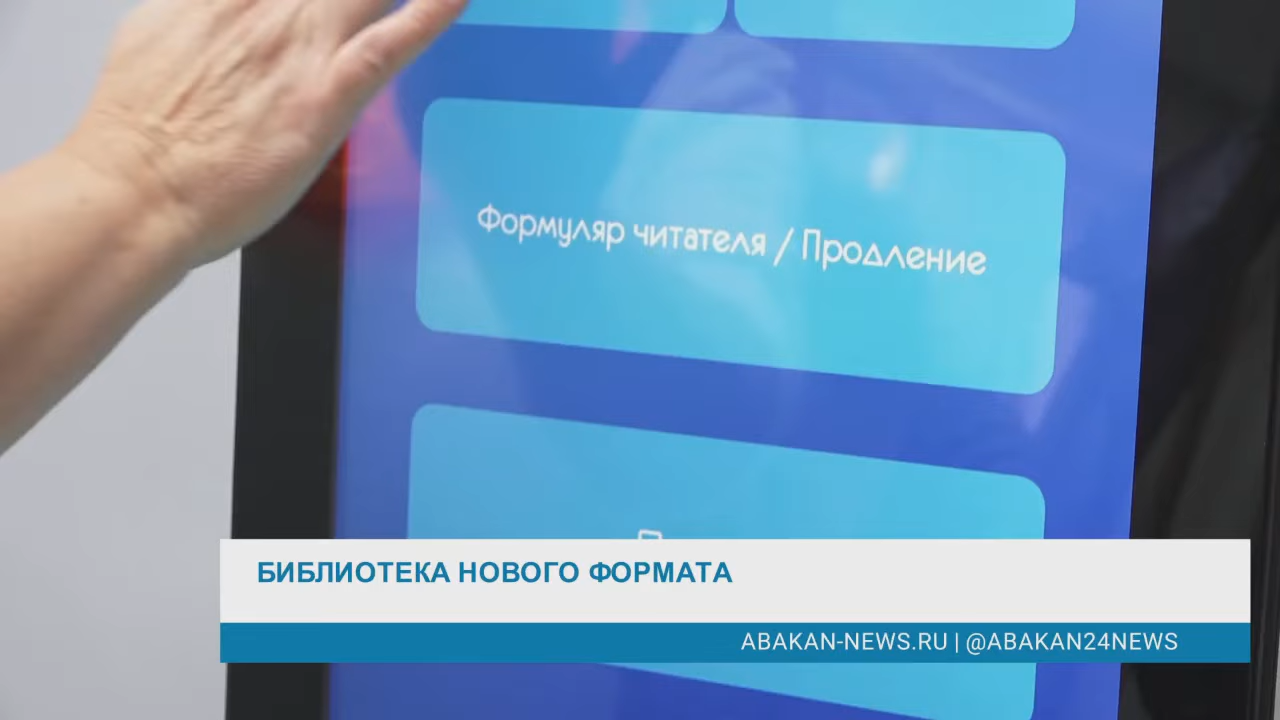 Формуляр читателя / Продление
БИБЛИОТЕКА НОВОГО ФОРМАТА
ABAKAN-NEWS.RU | @ABAKAN24NEWS